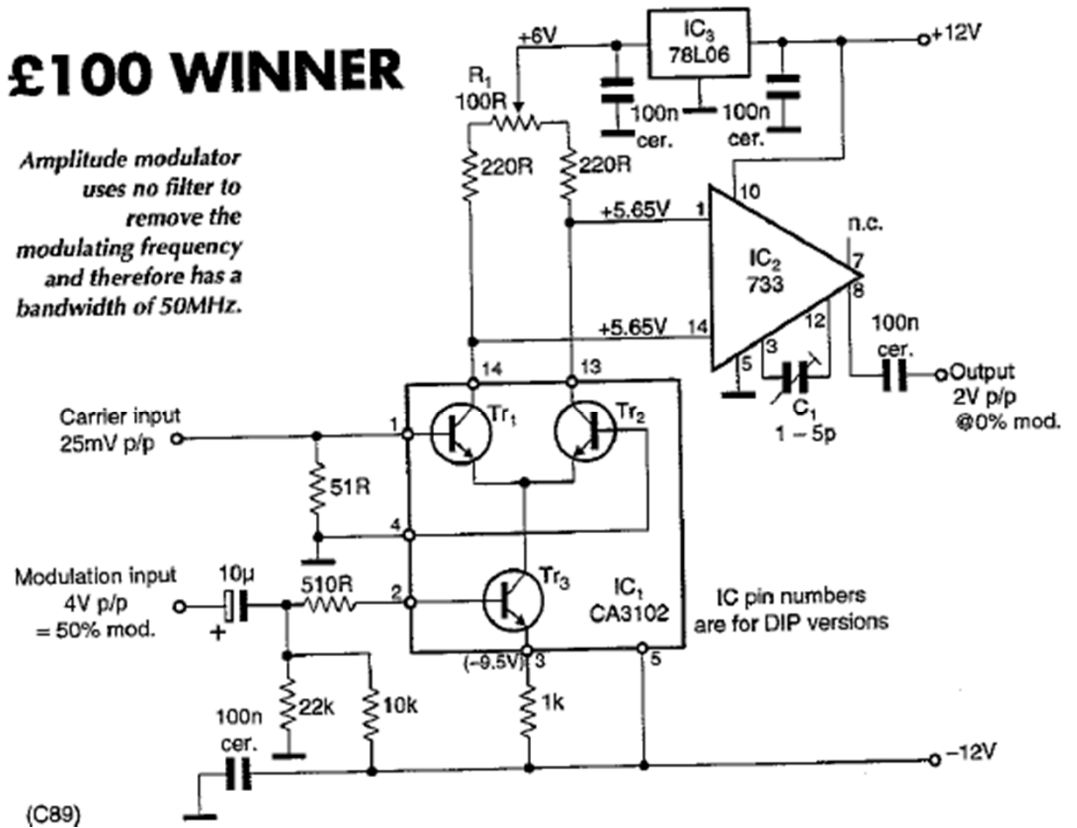 £100 WINNER
Amplitude modulator
uses no filter to
remove the
modulating frequency
and therefore has a
bandwidth of 50MHz.
+6V
IC3
78L06
+12V
R1
100R
100n
cer.
100n
cer.
220R
220R
+5.65V
1
10
n.c.
IC2
733
7
8
+5.65V
14
12
3
5
100n
cer.
C1
1 – 5p
Output
2V p/p
@0% mod.
14
13
Carrier input
25mV p/p
1
Tr1
Tr2
51R
4
Modulation input
4V p/p
= 50% mod.
10µ
+
510R
2
Tr3
IC1
CA3102
IC pin numbers
are for DIP versions
(–9.5V)
3
5
22k
10k
1k
100n
cer.
–12V
(C89)